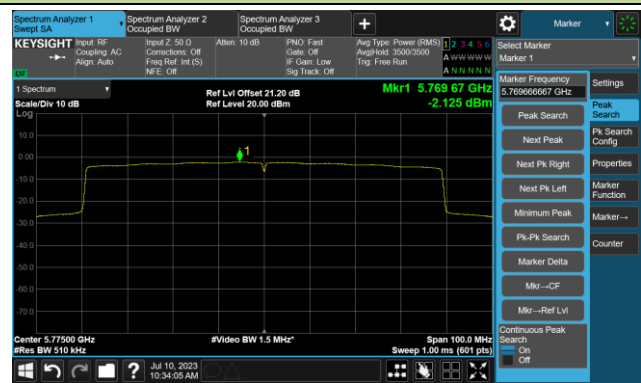 Spectrum Analyzer 1
Swept SA
Spectrum Analyzer 2
Occupied BW
Spectrum Analyzer 3
Occupied BW
Marker
KEYSIGHT
Input: RF
Coupling: AC
Align: Auto
Input Z: 50 Ω
Corrections: Off
Freq Ref: Int (S)
NFE: Off
Atten: 10 dB
PNO: Fast
Gate: Off
IF Gain: Low
Sig Track: Off
Avg Type: Power (RMS)
Avg|Hold: 3500/3500
Trig: Free Run
1 2 3 4 5 6
A W W W W W
A N N N N N
LXI
Select Marker
Marker 1
1 Spectrum
Scale/Div 10 dB
Log
Ref Lvl Offset 21.20 dB
Ref Level 20.00 dBm
Mkr1 5.769 67 GHz
-2.125 dBm
1
10.0
0.00
-10.0
-20.0
-30.0
-40.0
-50.0
-60.0
-70.0
Center 5.77500 GHz
#Res BW 510 kHz
#Video BW 1.5 MHz*
Span 100.0 MHz
Sweep 1.00 ms (601 pts)
Marker Frequency
5.769666667 GHz
Peak Search
Next Peak
Next Pk Right
Next Pk Left
Minimum Peak
Pk-Pk Search
Marker Delta
Mkr→CF
Mkr→Ref Lvl
Continuous Peak
Search
On
Off
Settings
Peak
Search
Pk Search
Config
Properties
Marker
Function
Marker→
Counter
Jul 10, 2023
10:34:05 AM